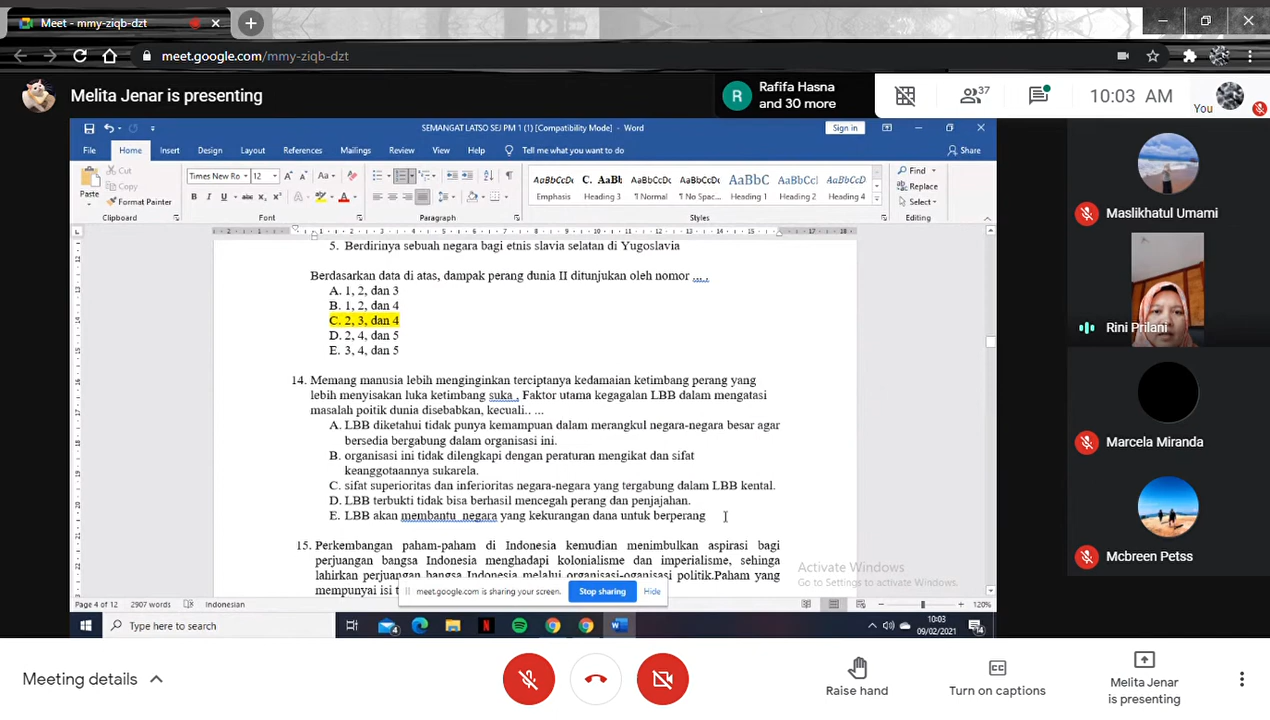 Meet - mmy-ziqb-dzt
meet.google.com/mmy-ziqb-dzt
Melita Jenar is presenting
R
Rafifa Hasna
and 30 more
37
10:03 AM
You
SEMANGAT LATSO SEJ PM 1 (1) [Compatibility Mode] - Word
Sign in
File Home Insert Design Layout References Mailings Review View Help Tell me what you want to do Share
Paste
Cut
Copy
Format Painter
Times New Ro 12
AaBbCcDc C. AaBb AaBbCcDc AaBbCcDc AaBbC AaBbCc AaBbCcD
Emphasis Heading 3 ¶ Normal ¶ No Spac... Heading 1 Heading 2 Heading 4
Find
Replace
Select
Clipboard Font Paragraph Styles Editing
5. Berdirinya sebuah negara bagi etnis slavia selatan di Yugoslavia
Berdasarkan data di atas, dampak perang dunia II ditunjukan oleh nomor ... .
A. 1, 2, dan 3
B. 1, 2, dan 4
C. 2, 3, dan 4
D. 2, 4, dan 5
E. 3, 4, dan 5
14. Memang manusia lebih menginginkan terciptanya kedamaian ketimbang perang yang
lebih menyisakan luka ketimbang suka . Faktor utama kegagalan LBB dalam mengatasi
masalah poitik dunia disebabkan, kecuali.. ...
A. LBB diketahui tidak punya kemampuan dalam merangkul negara-negara besar agar
bersedia bergabung dalam organisasi ini.
B. organisasi ini tidak dilengkapi dengan peraturan mengikat dan sifat
keanggotaannya sukarela.
C. sifat superioritas dan inferioritas negara-negara yang tergabung dalam LBB kental.
D. LBB terbukti tidak bisa berhasil mencegah perang dan penjajahan.
E. LBB akan membantu negara yang kekurangan dana untuk berperang
15. Perkembangan paham-paham di Indonesia kemudian menimbulkan aspirasi bagi
perjuangan bangsa Indonesia menghadapi kolonialisme dan imperialisme, sehinga
lahirkan perjuangan bangsa Indonesia melalui organisasi-oganisasi politik.Paham yang
mempunyai isi
Activate Windows
Go to Settings to activate Windows.
meet.google.com is sharing your screen. Stop sharing Hide
Page 4 of 12 2907 words Indonesian 120%
Type here to search
10:03
09/02/2021
Maslikhatul Umami
Rini Prilani
Marcela Miranda
Mcbreen Petss
Meeting details
Raise hand
Turn on captions
Melita Jenar
is presenting